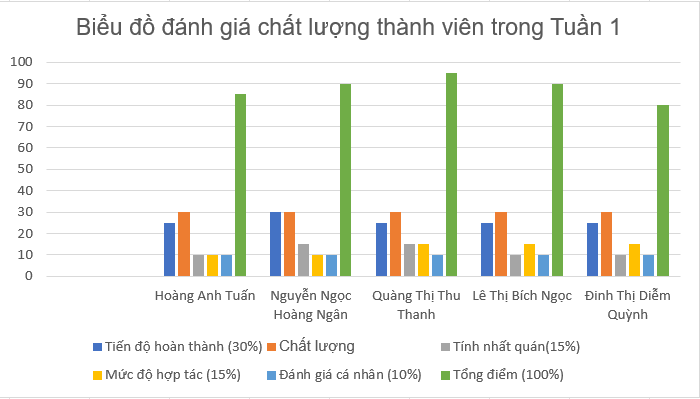 Biểu đồ đánh giá chất lượng thành viên trong Tuần 1
100
90
80
70
60
50
40
30
20
10
0
Hoàng Anh Tuấn
Nguyễn Ngọc
Hoàng Ngân
Quàng Thị Thu
Thanh
Lê Thị Bích Ngọc
Đinh Thị Diễm
Quỳnh
Tiến độ hoàn thành (30%)
Chất lượng
Tính nhất quán(15%)
Mức độ hợp tác (15%)
Đánh giá cá nhân (10%)
Tổng điểm (100%)